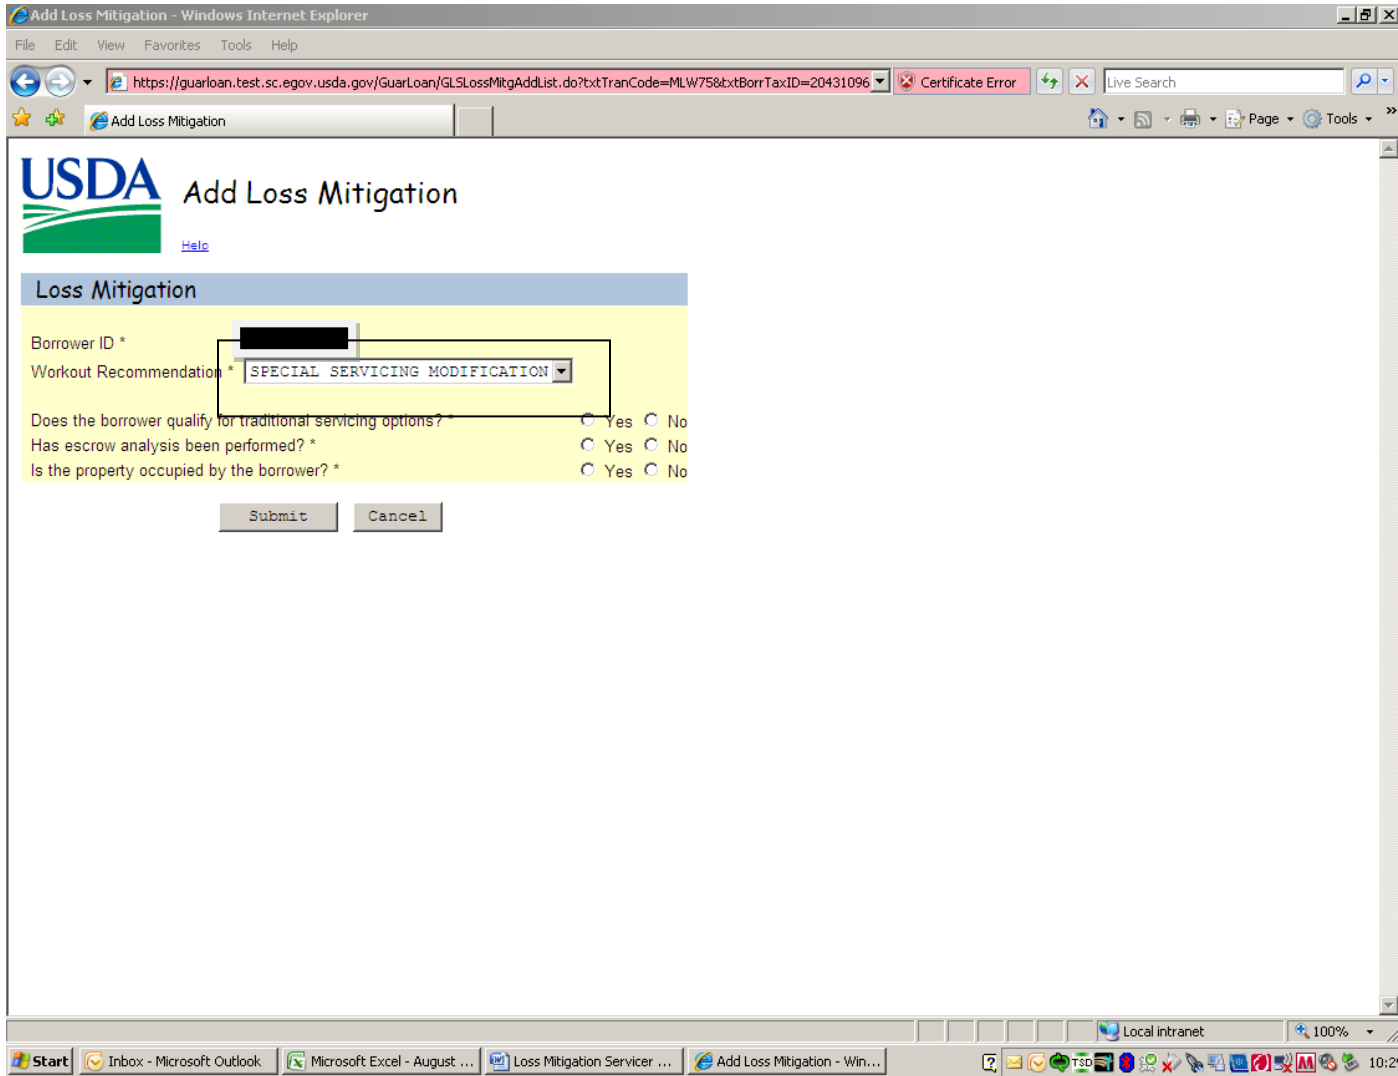 Add Loss Mitigation - Windows Internet Explorer
File Edit View Favorites Tools Help
https://guarloan.test.sc.egov.usda.gov/GuarLoan/GLSLossMitgAddList.do?txtTranCode=MLW75&txtBorrTaxID=20431096 Certificate Error Live Search
Add Loss Mitigation Page Tools »
USDA Add Loss Mitigation
Help
Loss Mitigation
Borrower ID *
Workout Recommendation * SPECIAL SERVICING MODIFICATION
Does the borrower qualify for traditional servicing options? * Yes No
Has escrow analysis been performed? * Yes No
Is the property occupied by the borrower? * Yes No
Submit Cancel
Local intranet 100%
Start Inbox - Microsoft Outlook Microsoft Excel - August ... Loss Mitigation Servicer ... Add Loss Mitigation - Win... TSD 10:29